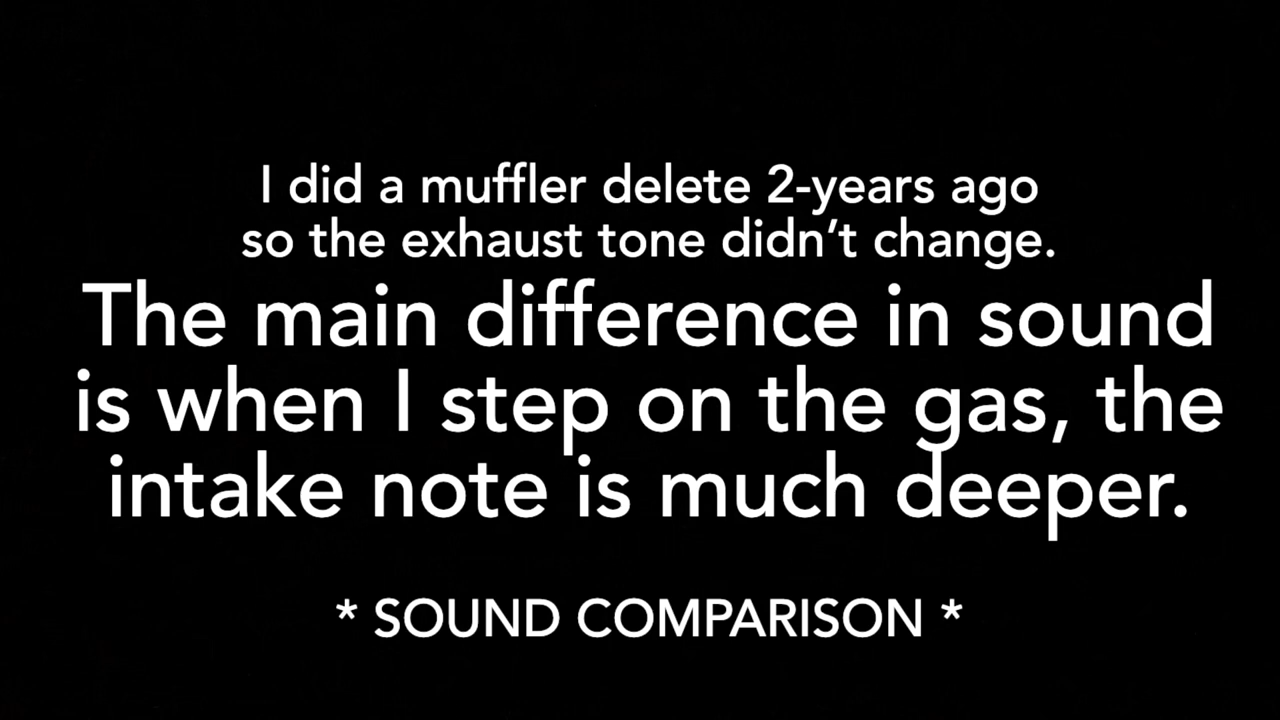 I did a muffler delete 2-years ago
so the exhaust tone didn’t change.
The main difference in sound
is when I step on the gas, the
intake note is much deeper.
* SOUND COMPARISON *